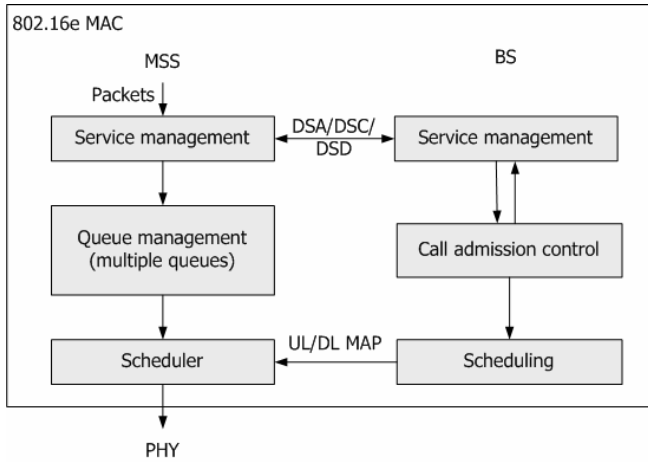 802.16e MAC
MSS
BS
Packets
Service management
DSA/DSC/
DSD
Service management
Queue management
(multiple queues)
Call admission control
Scheduler
UL/DL MAP
Scheduling
PHY